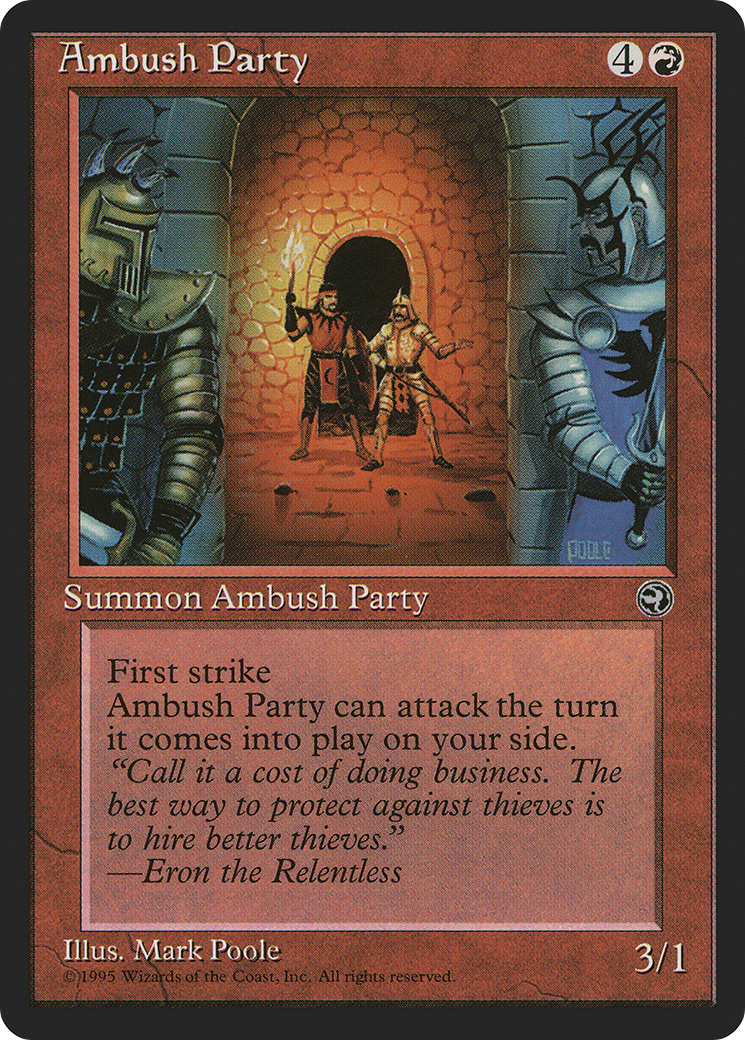 Ambush Party
4
POOLE
Summon Ambush Party
First strike
Ambush Party can attack the turn
it comes into play on your side.
“Call it a cost of doing business.  The
best way to protect against thieves is
to hire better thieves.”
—Eron the Relentless
Illus. Mark Poole
3/1
©1995 Wizards of the Coast, Inc.  All rights reserved.